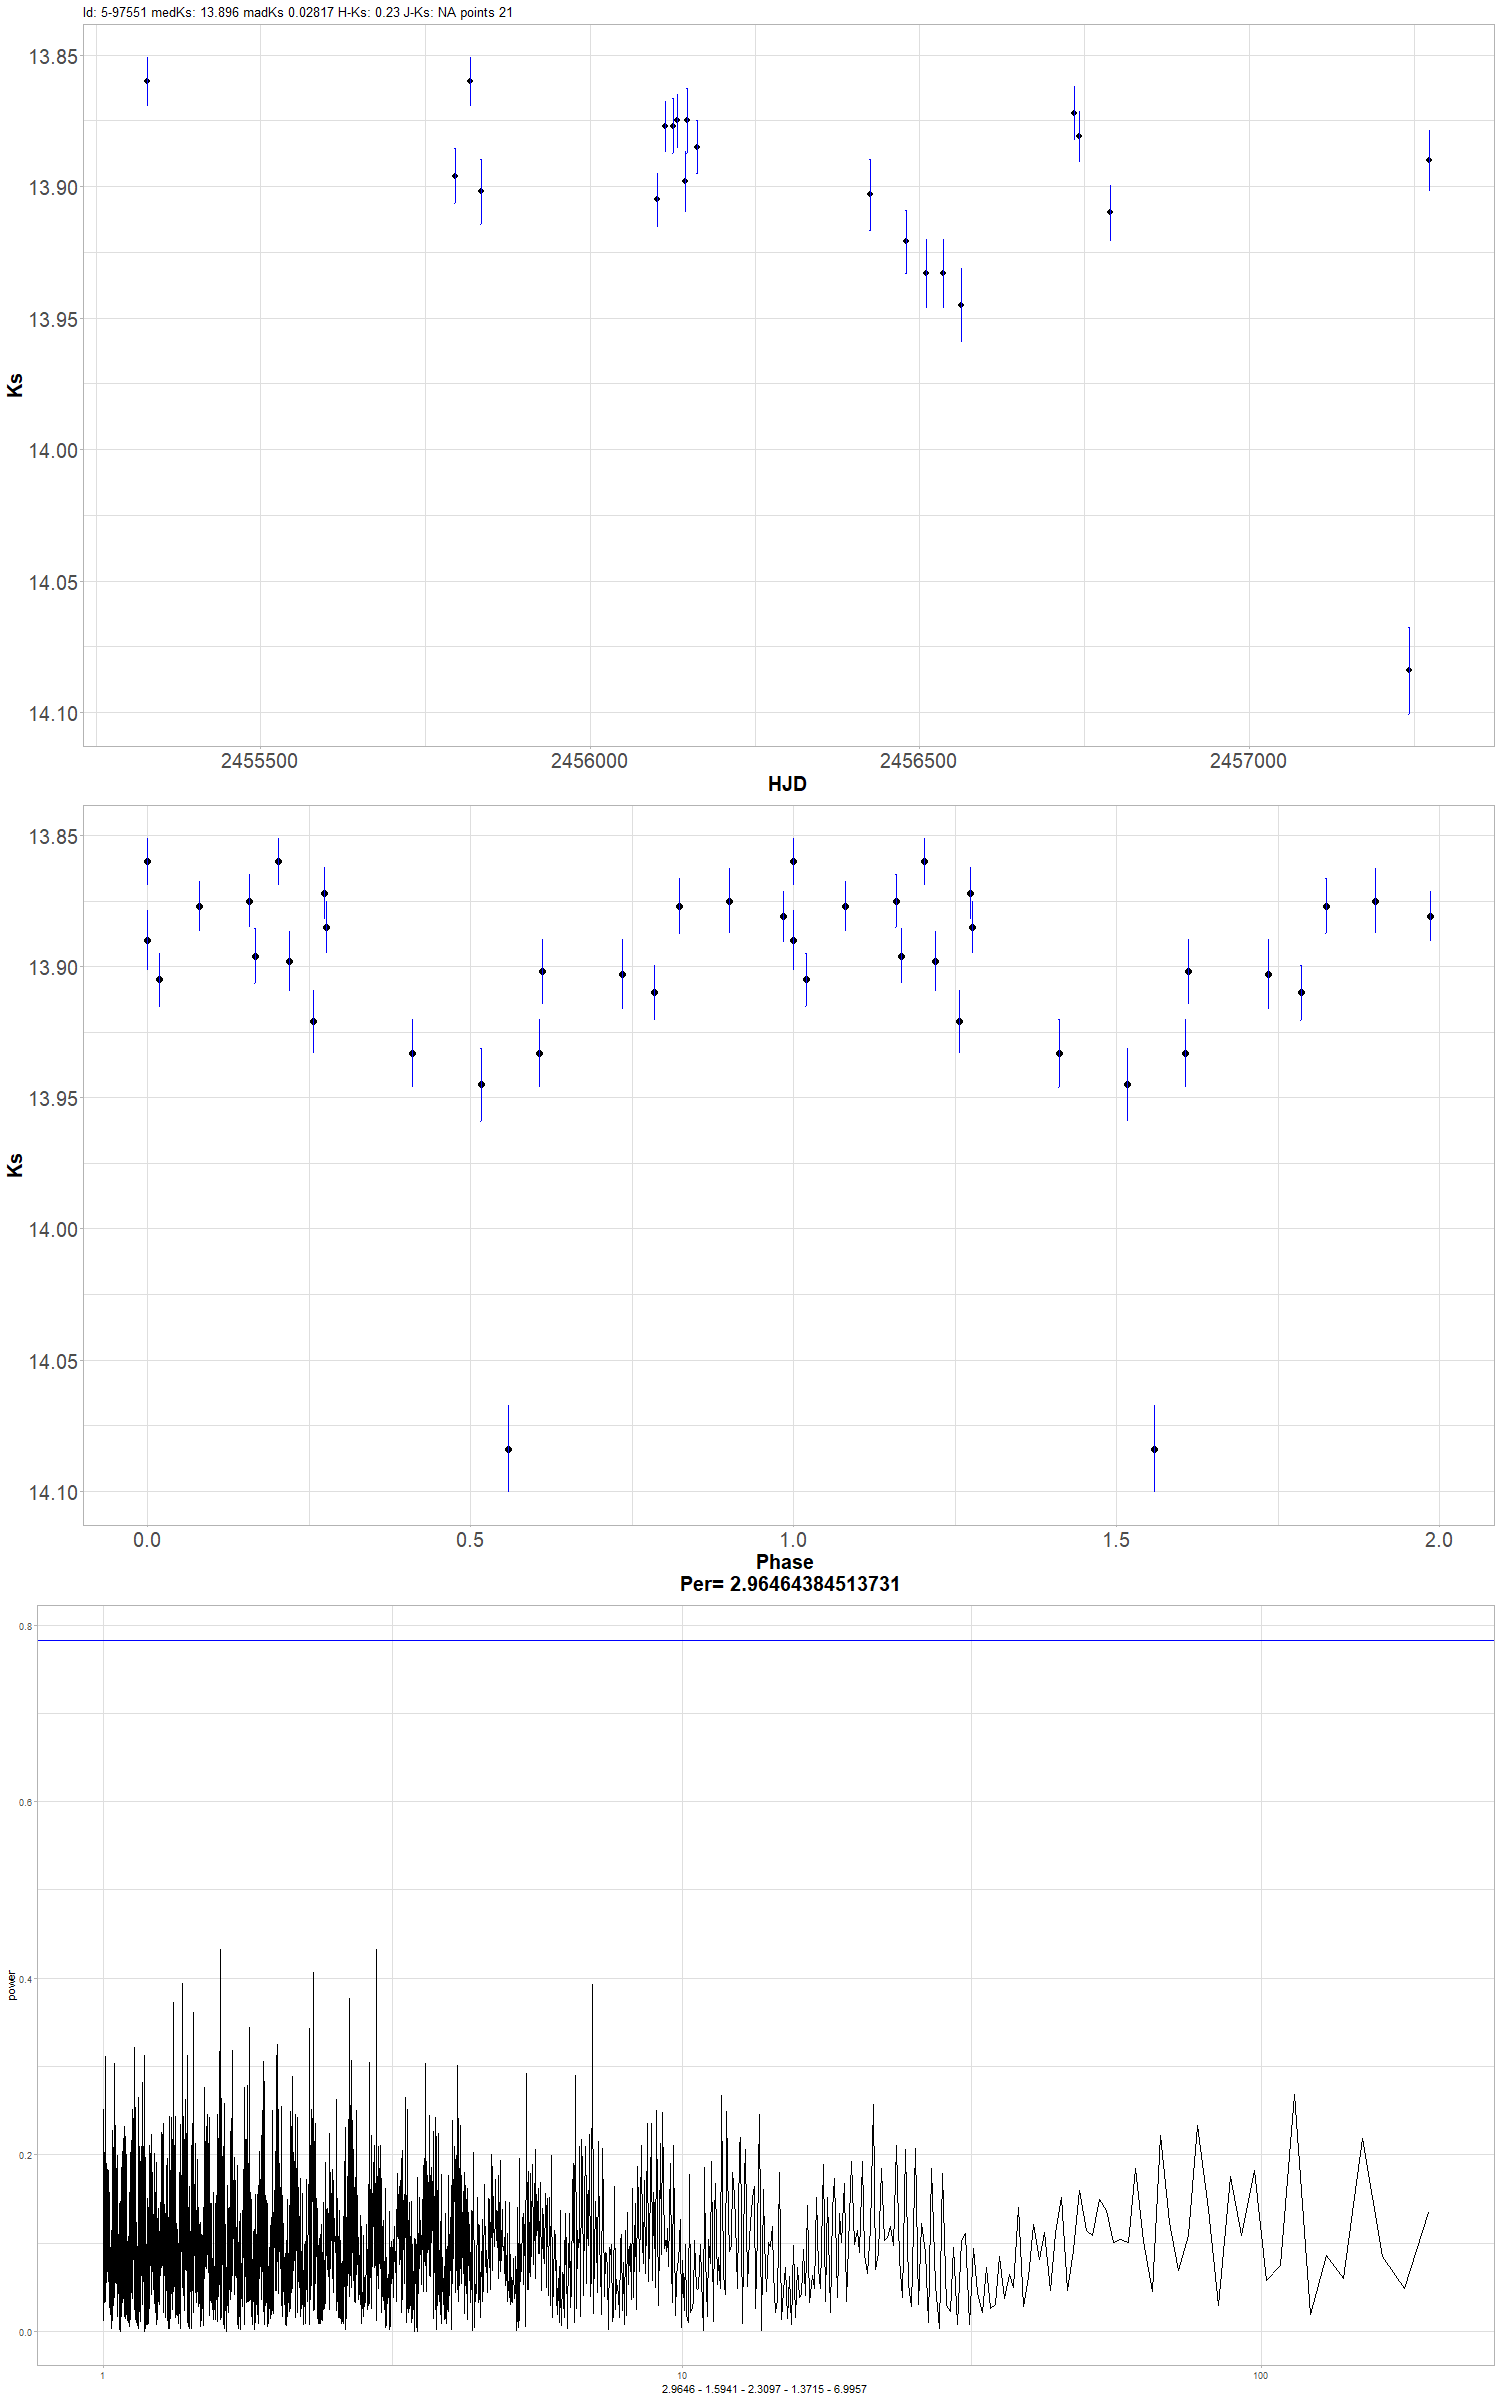 Id: 5-97551 medKs: 13.896 madKs 0.02817 H-Ks: 0.23 J-Ks: NA points 21
13.85
13.90
13.95
14.00
14.05
14.10
Ks
2455500 2456000 2456500 2457000
HJD
13.85
13.90
13.95
14.00
14.05
14.10
Ks
0.0 0.5 1.0 1.5 2.0
Phase
Per= 2.96464384513731
0.8
0.6
0.4
0.2
0.0
power
1 10 100
2.9646 - 1.5941 - 2.3097 - 1.3715 - 6.9957